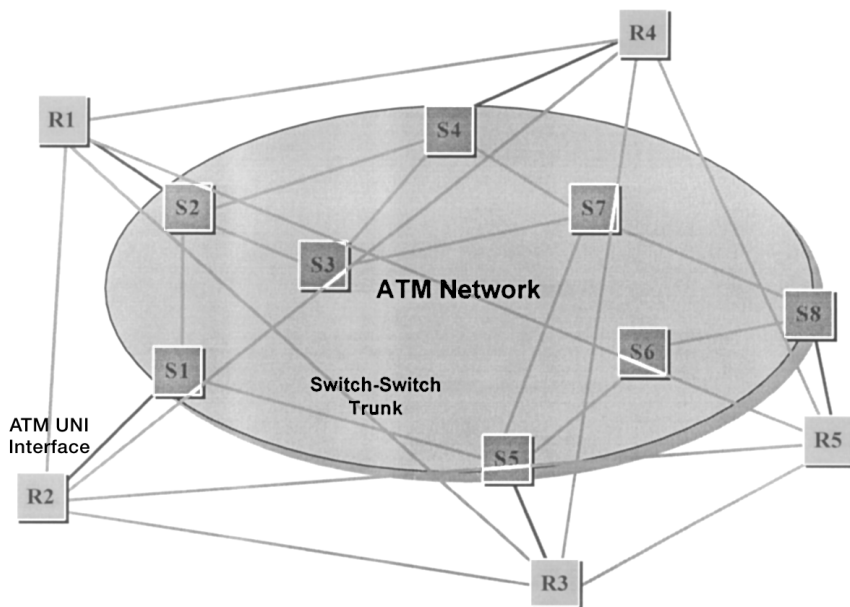 R4
R1
S4
S2
S7
S3
ATM Network
S8
S6
S1
Switch-Switch
Trunk
ATM UNI
Interface
R5
S5
R2
R3